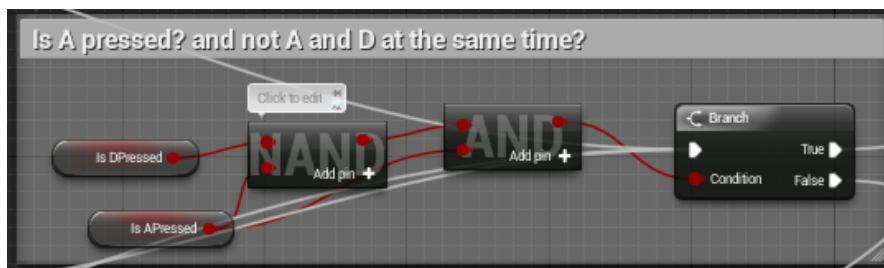 Is A pressed? and not A and D at the same time?
Click to edit
NAND
Add pin
AND
Add pin
Branch
True
Condition
False
Is DPressed
Is APressed